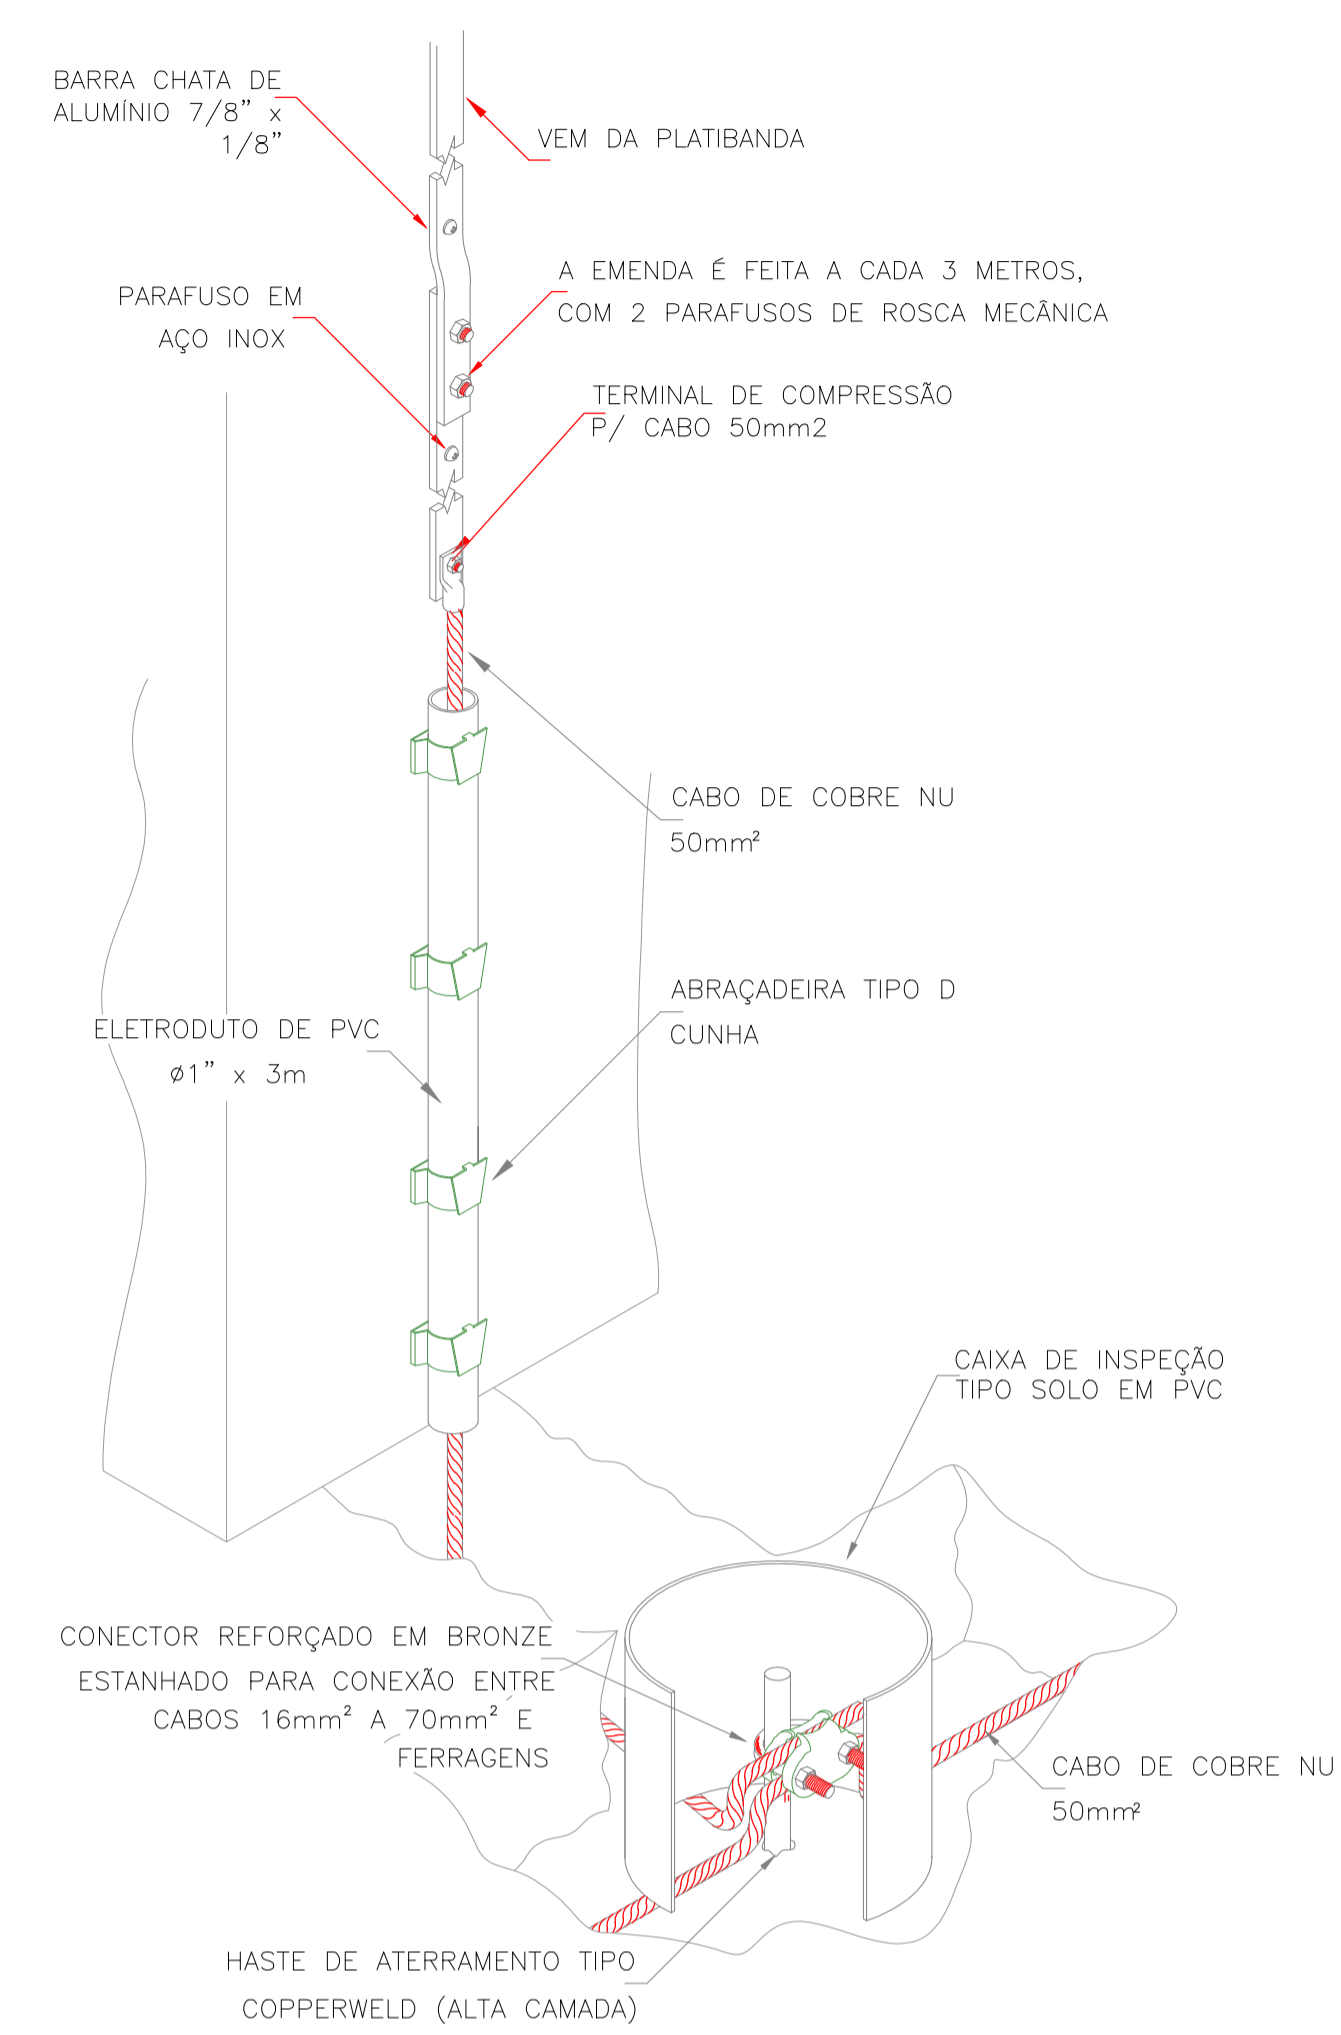 BARRA CHATA DE
ALUMÍNIO 7/8" x
1/8"
VEM DA PLATIBANDA
A EMENDA É FEITA A CADA 3 METROS,
COM 2 PARAFUSOS DE ROSCA MECÂNICA
PARAFUSO EM
AÇO INOX
TERMINAL DE COMPRESSÃO
P/ CABO 50mm2
CABO DE COBRE NU
50mm²
ABRAÇADEIRA TIPO D
CUNHA
ELETRODUTO DE PVC
ø1" x 3m
CAIXA DE INSPEÇÃO
TIPO SOLO EM PVC
CONECTOR REFORÇADO EM BRONZE
ESTANHADO PARA CONEXÃO ENTRE
CABOS 16mm² A 70mm² E
FERRAGENS
CABO DE COBRE NU
50mm²
HASTE DE ATERRAMENTO TIPO
COPPERWELD (ALTA CAMADA)